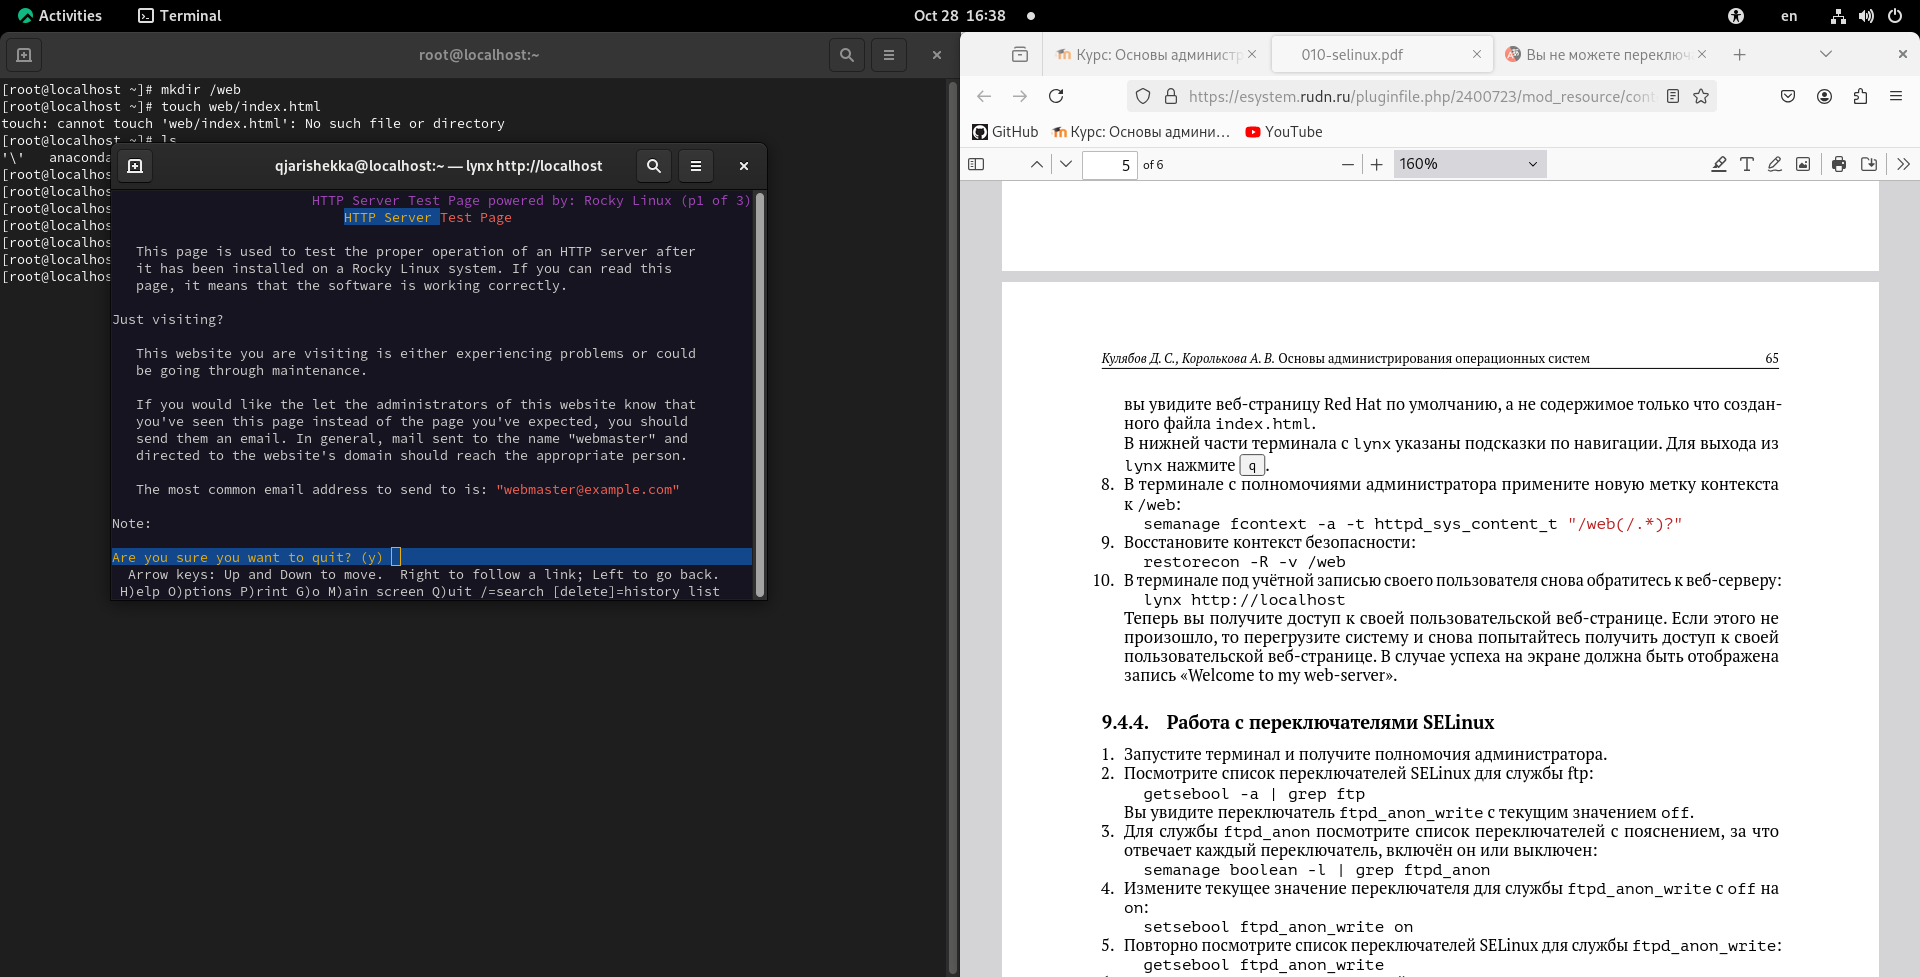 Activities Terminal Oct 28 16:38 en
root@localhost:~
[root@localhost ~]# mkdir /web
[root@localhost ~]# touch web/index.html
touch: cannot touch 'web/index.html': No such file or directory
[root@localhost ~]# ls
'\' anaconda
[root@localhos
[root@localhos
[root@localhos
[root@localhos
[root@localhos
[root@localhos
[root@localhos
qjarishekka@localhost:~ — lynx http://localhost
HTTP Server Test Page powered by: Rocky Linux (p1 of 3)
HTTP Server Test Page
This page is used to test the proper operation of an HTTP server after
it has been installed on a Rocky Linux system. If you can read this
page, it means that the software is working correctly.
Just visiting?
This website you are visiting is either experiencing problems or could
be going through maintenance.
If you would like the let the administrators of this website know that
you've seen this page instead of the page you've expected, you should
send them an email. In general, mail sent to the name "webmaster" and
directed to the website's domain should reach the appropriate person.
The most common email address to send to is: "webmaster@example.com"
Note:
Are you sure you want to quit? (y)
Arrow keys: Up and Down to move. Right to follow a link; Left to go back.
H)elp O)ptions P)rint G)o M)ain screen Q)uit /=search [delete]=history list
Курс: Основы администр 010-selinux.pdf Вы не можете переключи
https://esystem.rudn.ru/pluginfile.php/2400723/mod_resource/cont
GitHub Курс: Основы админи… YouTube
5 of 6 160%
Кулябов Д. С., Королькова А. В. Основы администрирования операционных систем 65
вы увидите веб-страницу Red Hat по умолчанию, а не содержимое только что создан-
ного файла index.html.
В нижней части терминала с lynx указаны подсказки по навигации. Для выхода из
lynx нажмите q .
8. В терминале с полномочиями администратора примените новую метку контекста
к /web:
semanage fcontext -a -t httpd_sys_content_t "/web(/.*)?"
9. Восстановите контекст безопасности:
restorecon -R -v /web
10. В терминале под учётной записью своего пользователя снова обратитесь к веб-серверу:
lynx http://localhost
Теперь вы получите доступ к своей пользовательской веб-странице. Если этого не
произошло, то перегрузите систему и снова попытайтесь получить доступ к своей
пользовательской веб-странице. В случае успеха на экране должна быть отображена
запись «Welcome to my web-server».
9.4.4. Работа с переключателями SELinux
1. Запустите терминал и получите полномочия администратора.
2. Посмотрите список переключателей SELinux для службы ftp:
getsebool -a | grep ftp
Вы увидите переключатель ftpd_anon_write с текущим значением off.
3. Для службы ftpd_anon посмотрите список переключателей с пояснением, за что
отвечает каждый переключатель, включён он или выключен:
semanage boolean -l | grep ftpd_anon
4. Измените текущее значение переключателя для службы ftpd_anon_write с off на
on:
setsebool ftpd_anon_write on
5. Повторно посмотрите список переключателей SELinux для службы ftpd_anon_write:
getsebool ftpd_anon_write